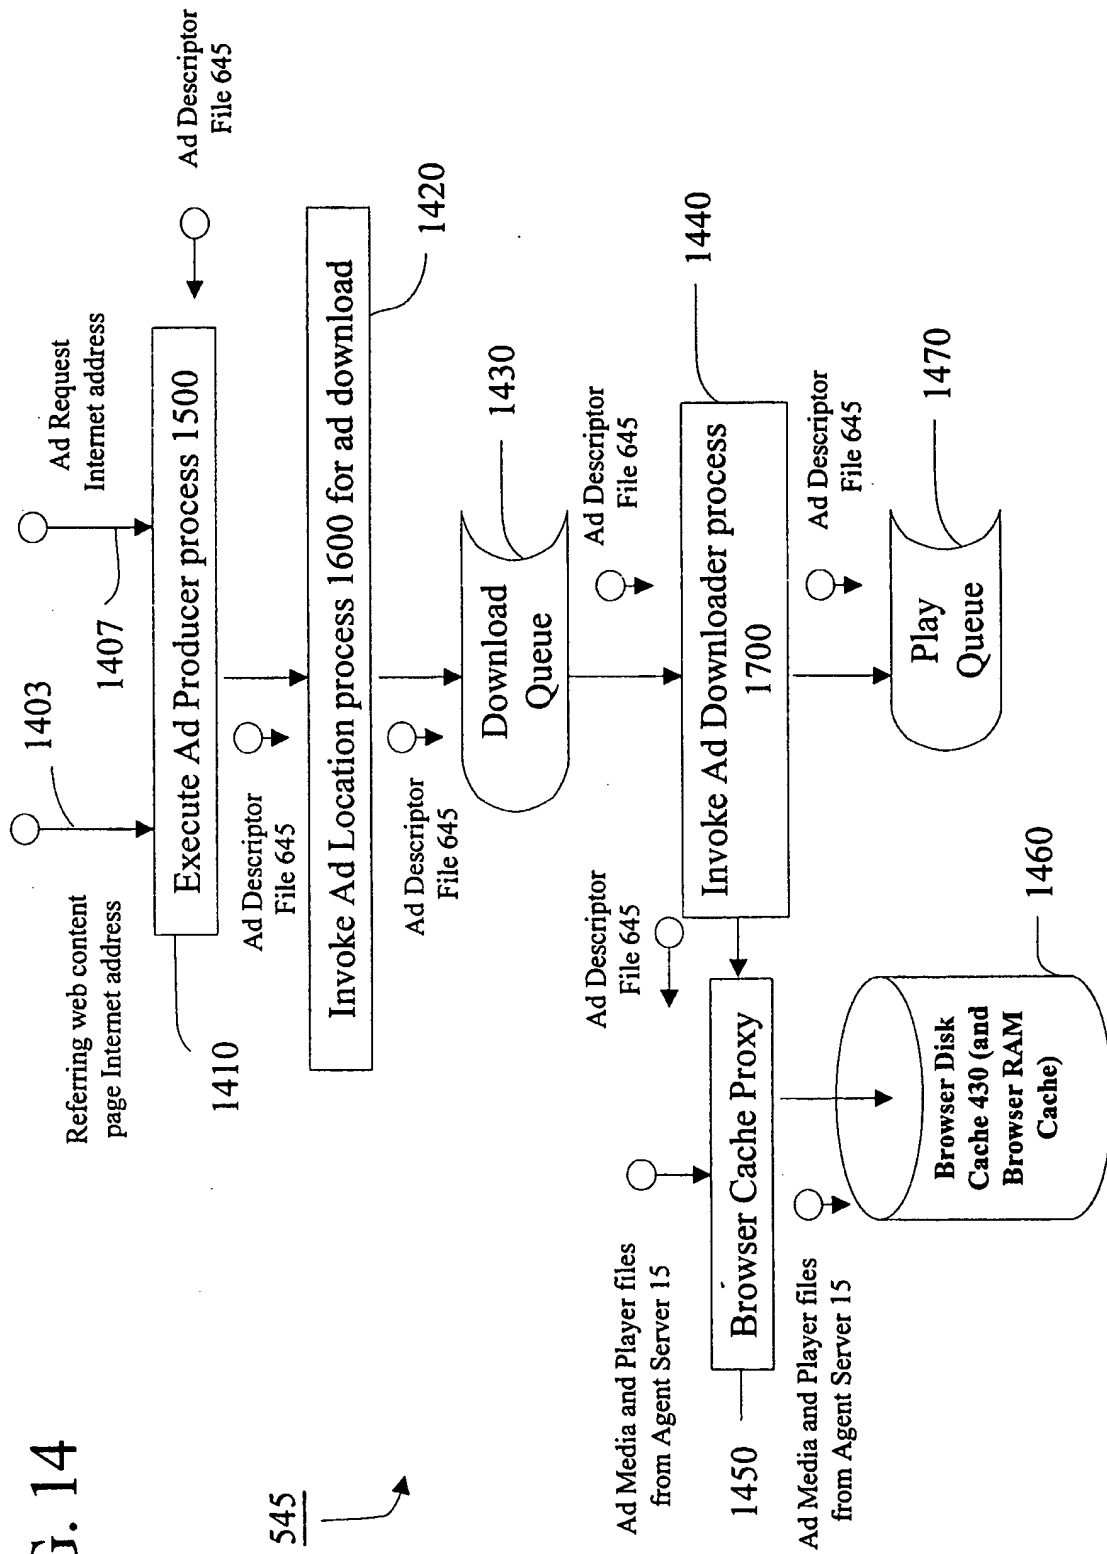 G. 14
545
Referring web content
page Internet address
1403
Ad Request
Internet address
1407
Ad Descriptor
File 645
Execute Ad Producer process 1500
1410
Ad Descriptor
File 645
Invoke Ad Location process 1600 for ad download
1420
Ad Descriptor
File 645
Download
Queue
1430
Ad Descriptor
File 645
Invoke Ad Downloader process
1700
1440
Ad Descriptor
File 645
Ad Descriptor
File 645
Play
Queue
1470
Ad Media and Player files
from Agent Server 15
Browser Cache Proxy
1450
Ad Media and Player files
from Agent Server 15
Browser Disk
Cache 430 (and
Browser RAM
Cache)
1460